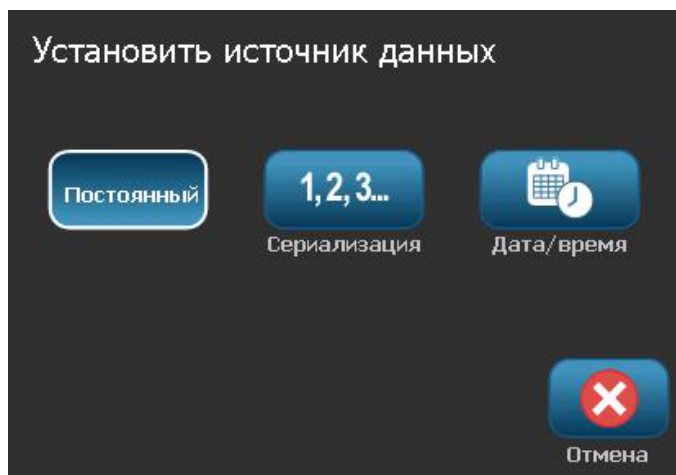 Установить источник данных
Постоянный
1, 2, 3...
Сериализация
Дата/время
Отмена